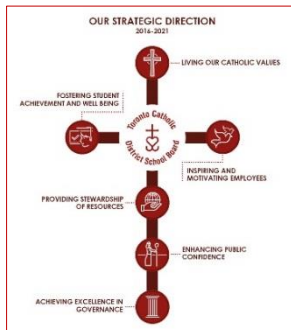 OUR STRATEGIC DIRECTION
2016-2021
LIVING OUR CATHOLIC VALUES
FOSTERING STUDENT
ACHIEVEMENT AND WELL BEING
Toronto Catholic
District School Board
INSPIRING AND
MOTIVATING EMPLOYEES
PROVIDING STEWARDSHIP
OF RESOURCES
ENHANCING PUBLIC
CONFIDENCE
ACHIEVING EXCELLENCE IN
GOVERNANCE